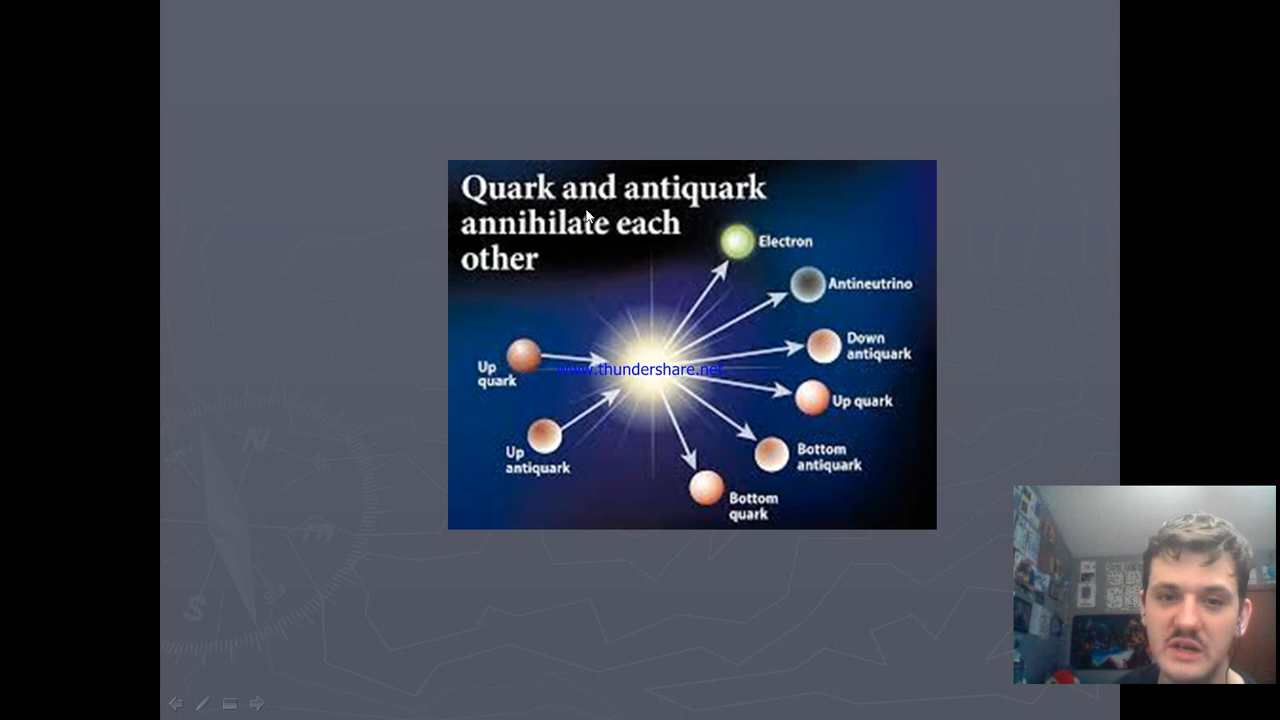 Quark and antiquark
annihilate each
other
Electron
Antineutrino
Down
antiquark
Up
quark
www.thundershare.net
Up quark
Up
antiquark
Bottom
antiquark
Bottom
quark
N
S